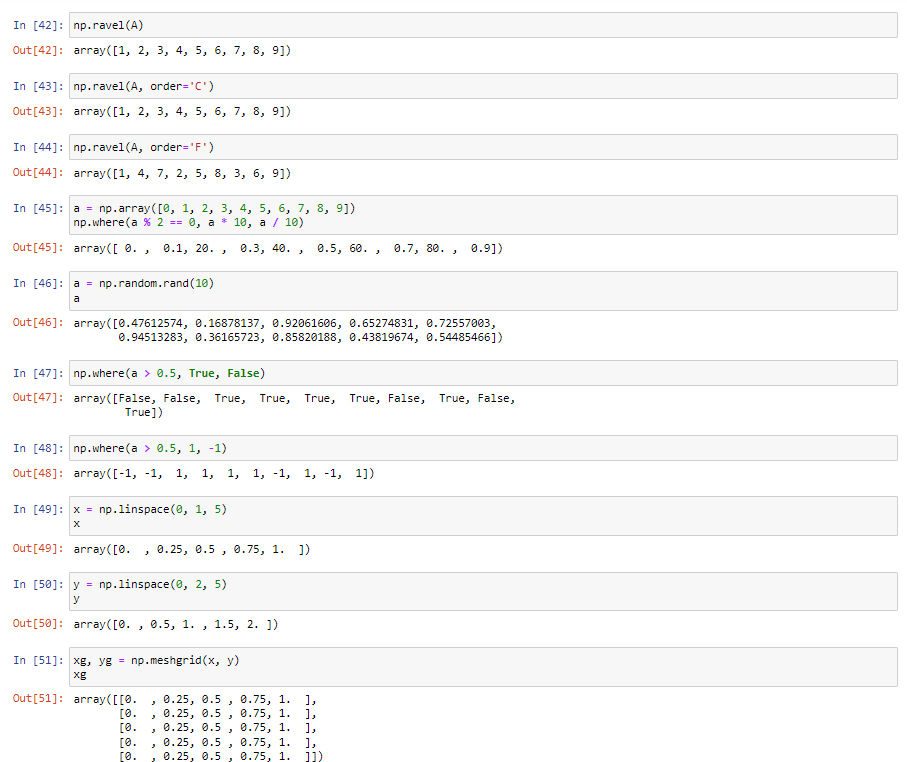 In [42]: np.ravel(A)
Out[42]: array([1, 2, 3, 4, 5, 6, 7, 8, 9])
In [43]: np.ravel(A, order='C')
Out[43]: array([1, 2, 3, 4, 5, 6, 7, 8, 9])
In [44]: np.ravel(A, order='F')
Out[44]: array([1, 4, 7, 2, 5, 8, 3, 6, 9])
In [45]: a = np.array([0, 1, 2, 3, 4, 5, 6, 7, 8, 9])
np.where(a % 2 == 0, a * 10, a / 10)
Out[45]: array([ 0. ,  0.1, 20. ,  0.3, 40. ,  0.5, 60. ,  0.7, 80. ,  0.9])
In [46]: a = np.random.rand(10)
a
Out[46]: array([0.47612574, 0.16878137, 0.92061606, 0.65274831, 0.72557003,
0.94513283, 0.36165723, 0.85820188, 0.43819674, 0.54485466])
In [47]: np.where(a > 0.5, True, False)
Out[47]: array([False, False,  True,  True,  True,  True, False,  True, False,
True])
In [48]: np.where(a > 0.5, 1, -1)
Out[48]: array([-1, -1,  1,  1,  1,  1, -1,  1, -1,  1])
In [49]: x = np.linspace(0, 1, 5)
x
Out[49]: array([0.  , 0.25, 0.5 , 0.75, 1.  ])
In [50]: y = np.linspace(0, 2, 5)
y
Out[50]: array([0. , 0.5, 1. , 1.5, 2. ])
In [51]: xg, yg = np.meshgrid(x, y)
xg
Out[51]: array([[0.  , 0.25, 0.5 , 0.75, 1.  ],
[0.  , 0.25, 0.5 , 0.75, 1.  ],
[0.  , 0.25, 0.5 , 0.75, 1.  ],
[0.  , 0.25, 0.5 , 0.75, 1.  ],
[0.  , 0.25, 0.5 , 0.75, 1.  ]])